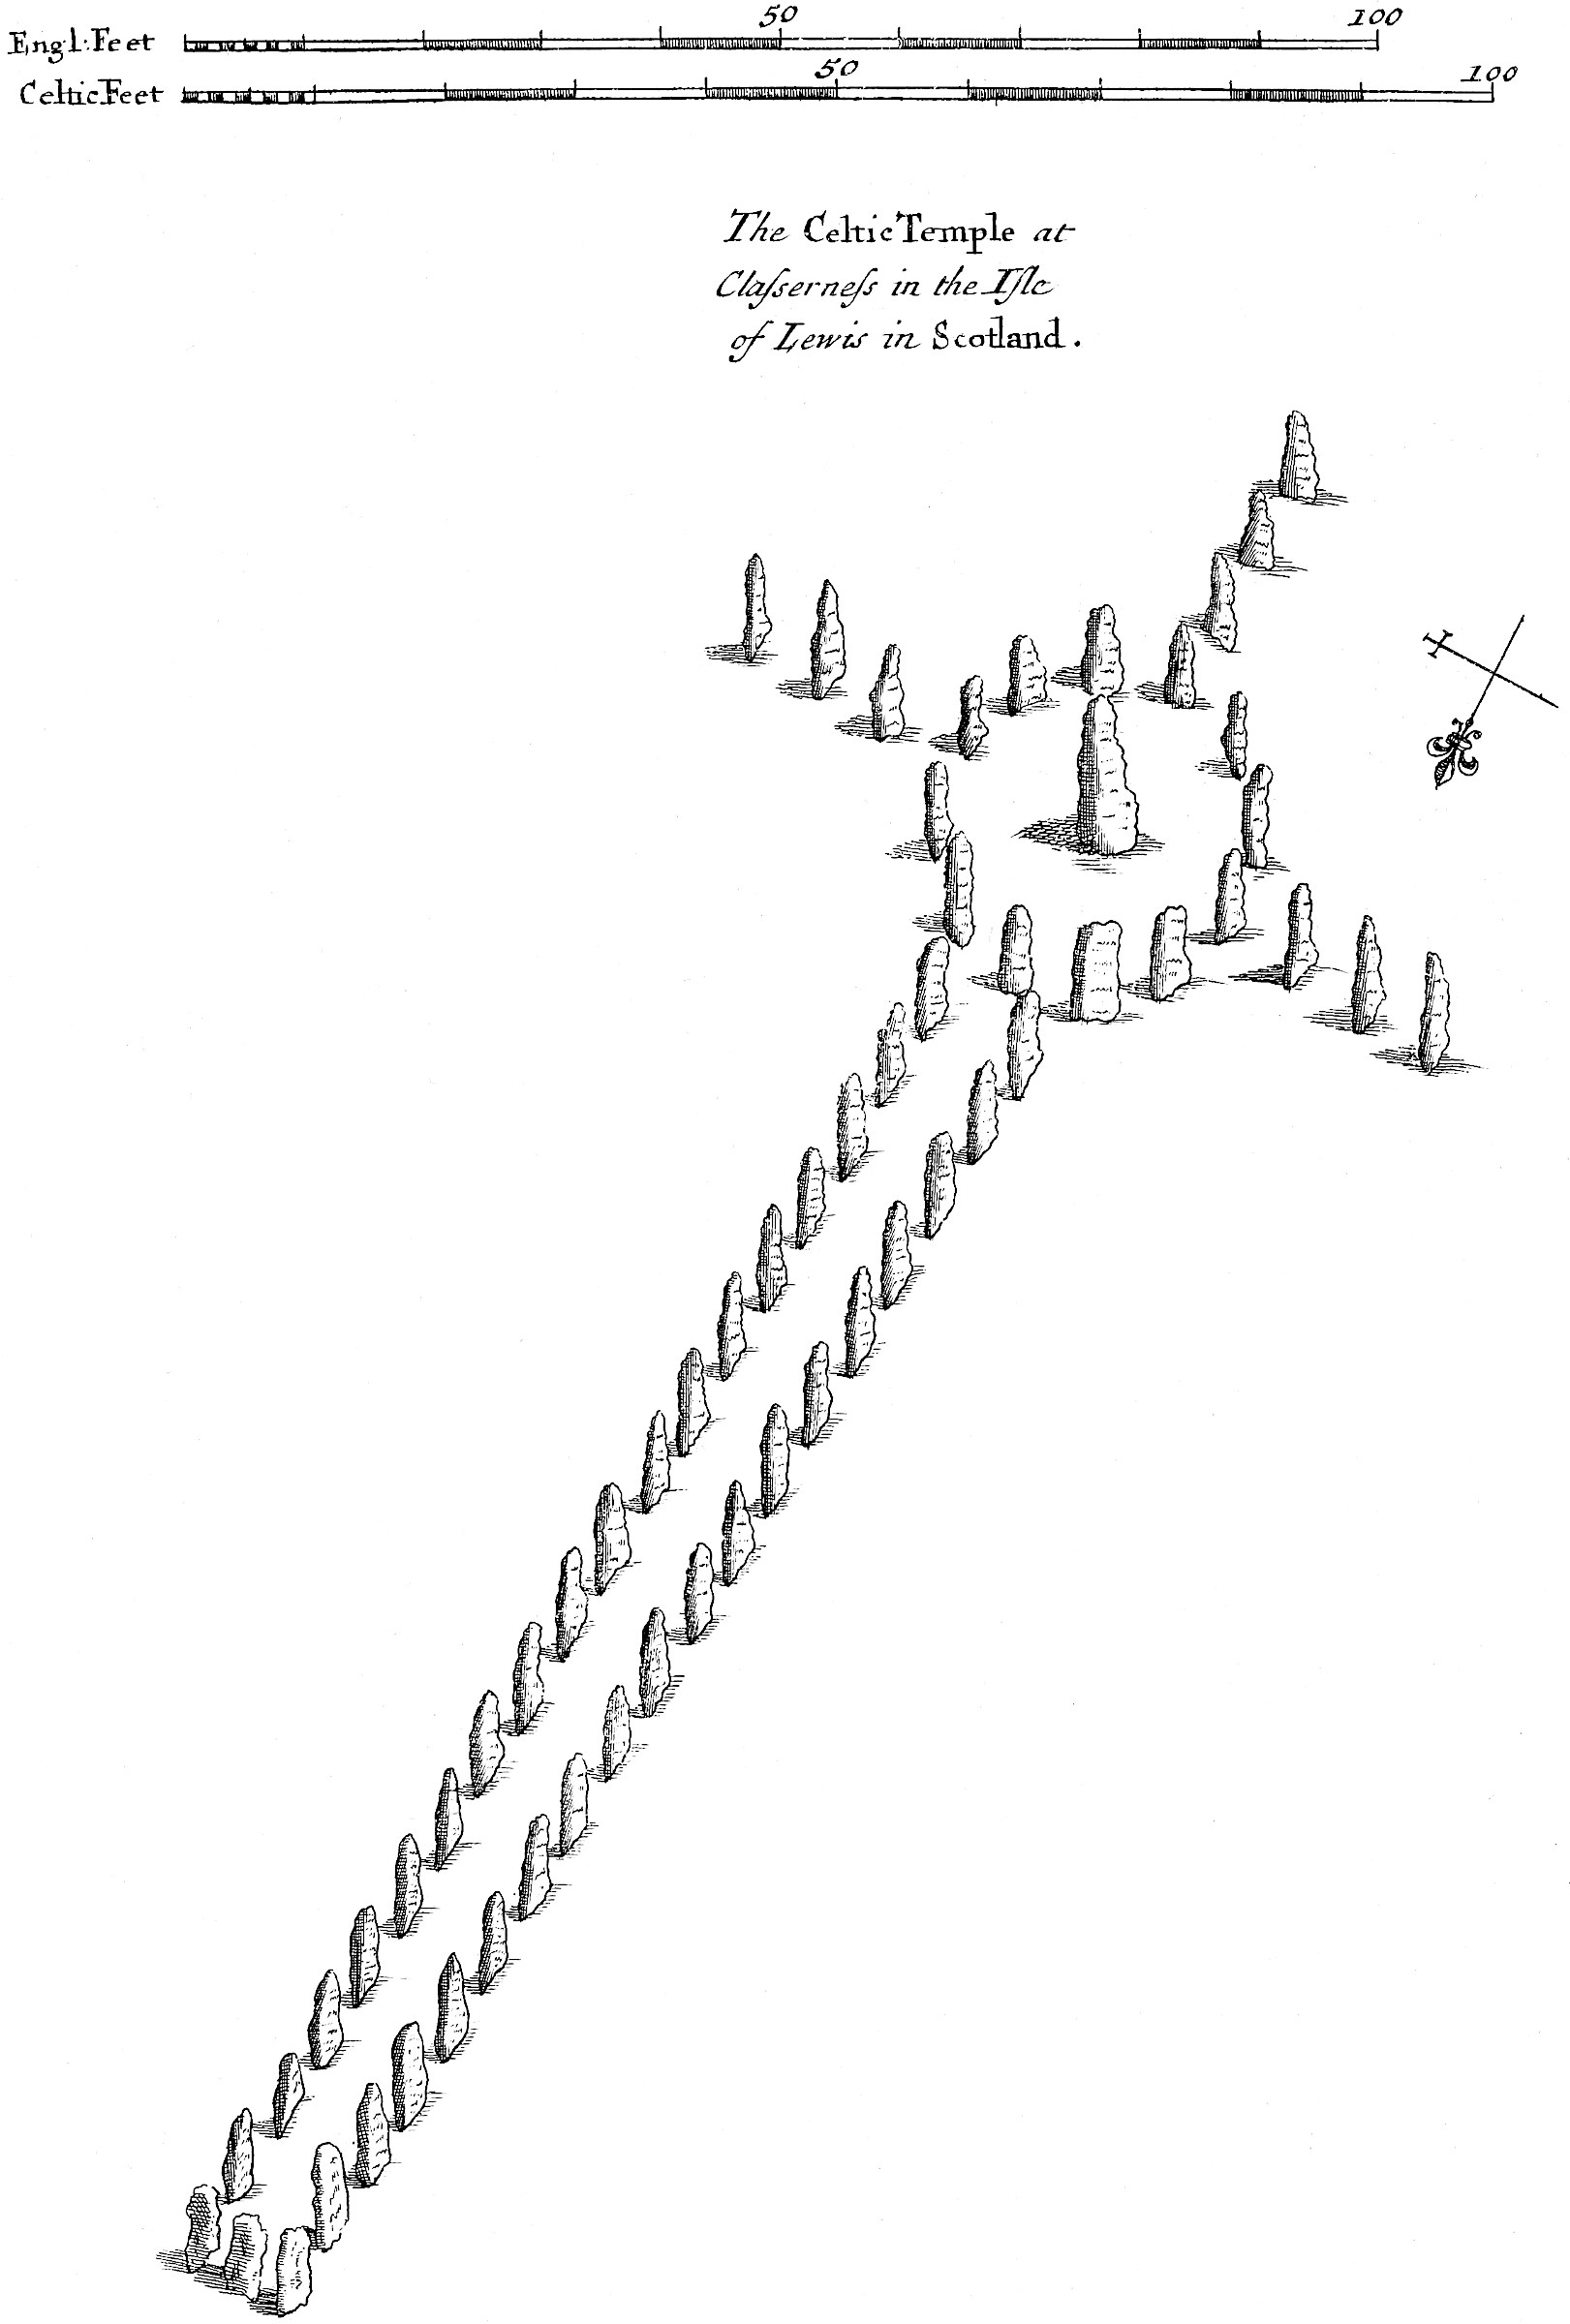 50 100
Engl: Feet
50 100
Celtic Feet
The Celtic Temple at
Claſserneſs in the Iſle
of Lewis in Scotland.